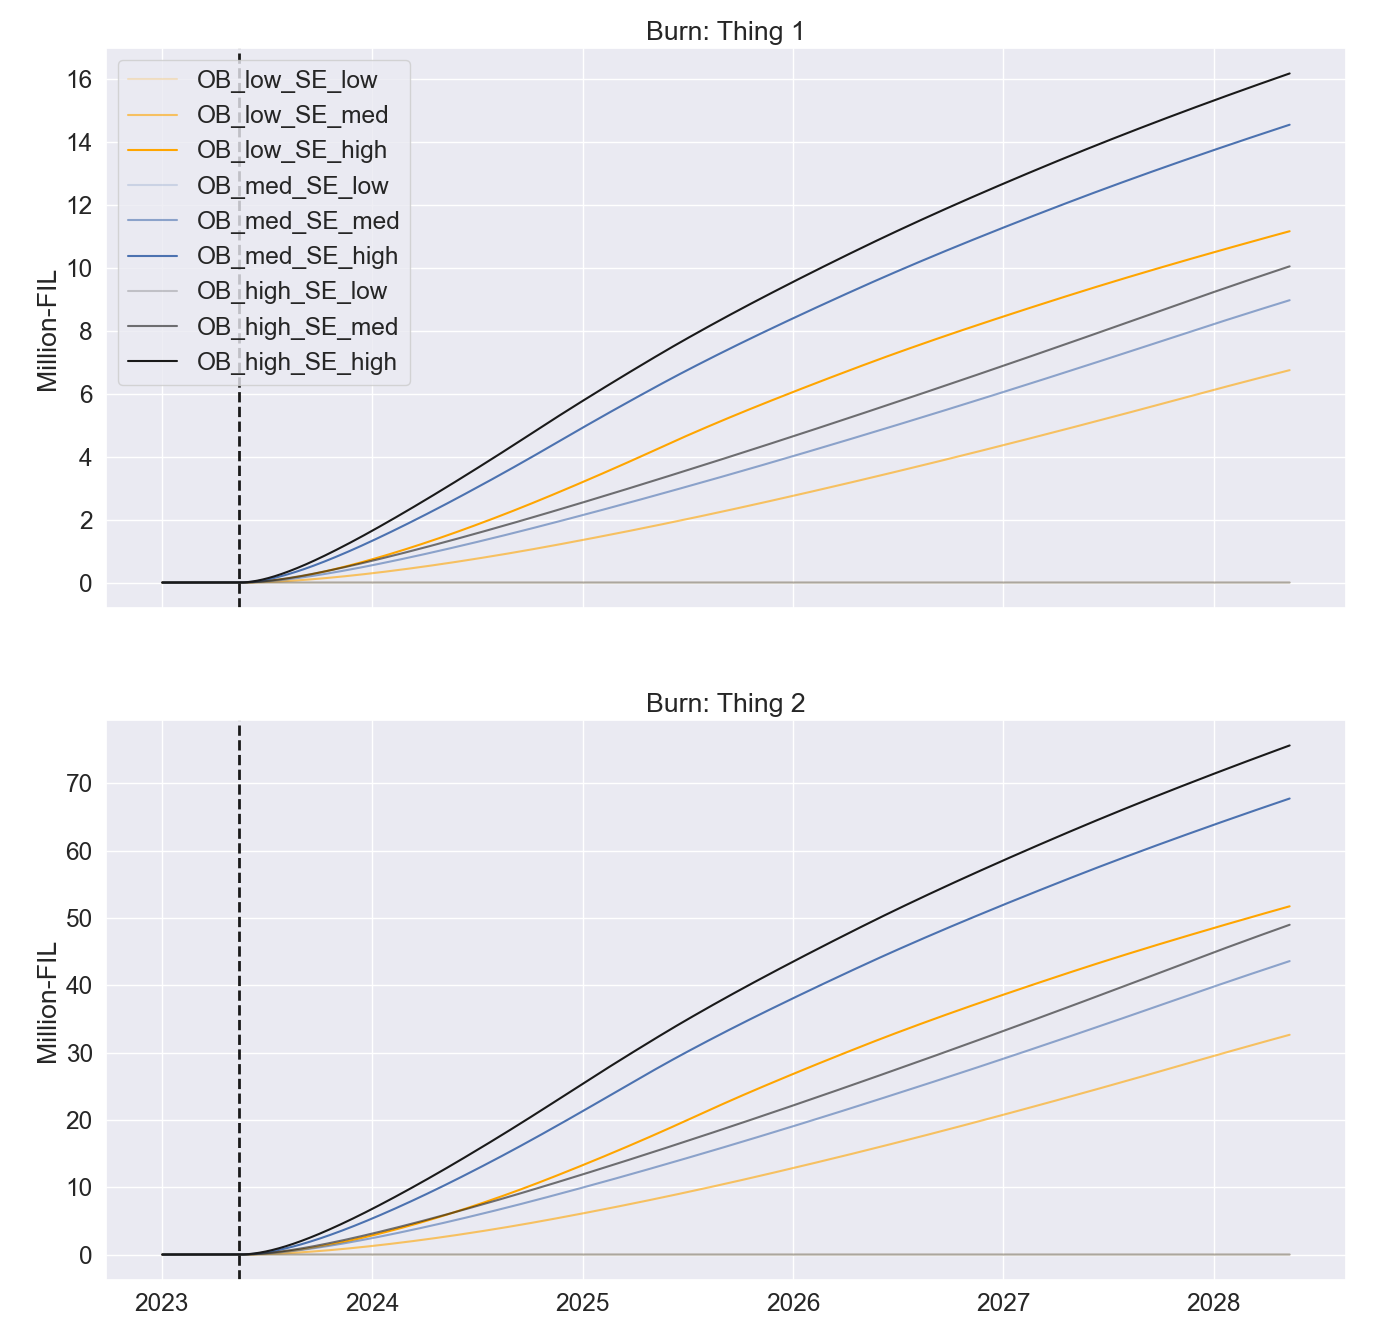 Burn: Thing 1
Million-FIL
16
14
12
10
8
6
4
2
0
OB_low_SE_low
OB_low_SE_med
OB_low_SE_high
OB_med_SE_low
OB_med_SE_med
OB_med_SE_high
OB_high_SE_low
OB_high_SE_med
OB_high_SE_high
Burn: Thing 2
Million-FIL
70
60
50
40
30
20
10
0
2023 2024 2025 2026 2027 2028